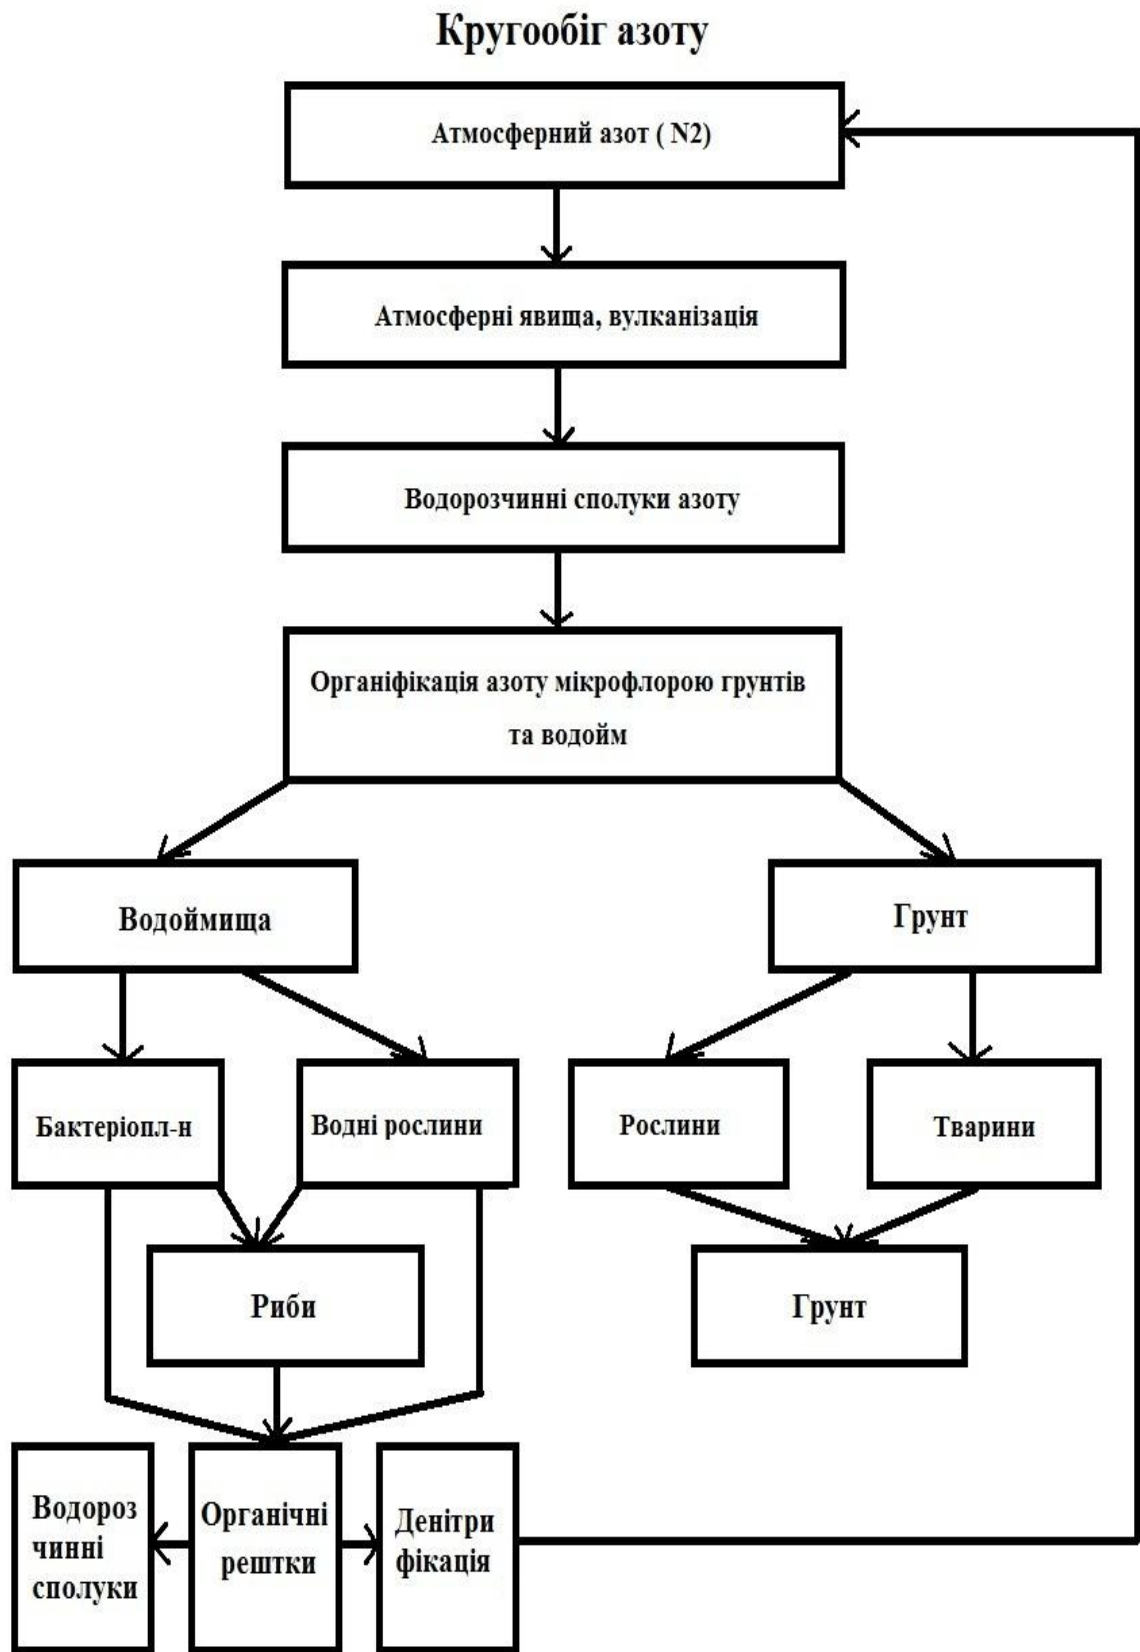 Кругообіг азоту
Атмосферний азот ( N2)
Атмосферні явища, вулканізація
Водорозчинні сполуки азоту
Органіфікація азоту мікрофлорою грунтів
та водойм
Водоймища
Грунт
Бактеріопл-н
Водні рослини
Рослини
Тварини
Риби
Грунт
Водороз
чинні
сполуки
Органічні
рештки
Денітри
фікація